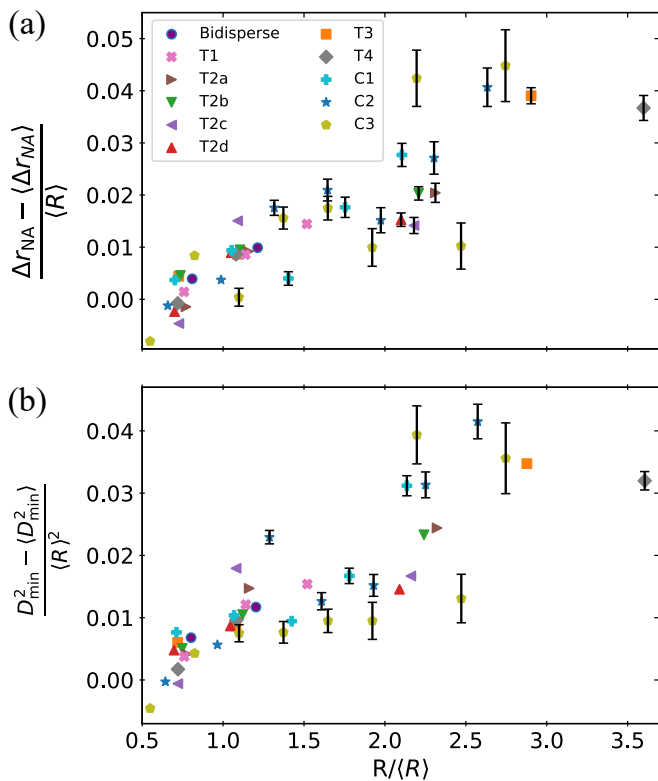 (a)
Δr_NA − ⟨Δr_NA⟩
⟨R⟩
0.05
0.04
0.03
0.02
0.01
0.00
Bidisperse
T1
T2a
T2b
T2c
T2d
T3
T4
C1
C2
C3
(b)
D²_min − ⟨D²_min⟩
⟨R⟩²
0.04
0.03
0.02
0.01
0.00
0.5 1.0 1.5 2.0 2.5 3.0 3.5
R/⟨R⟩